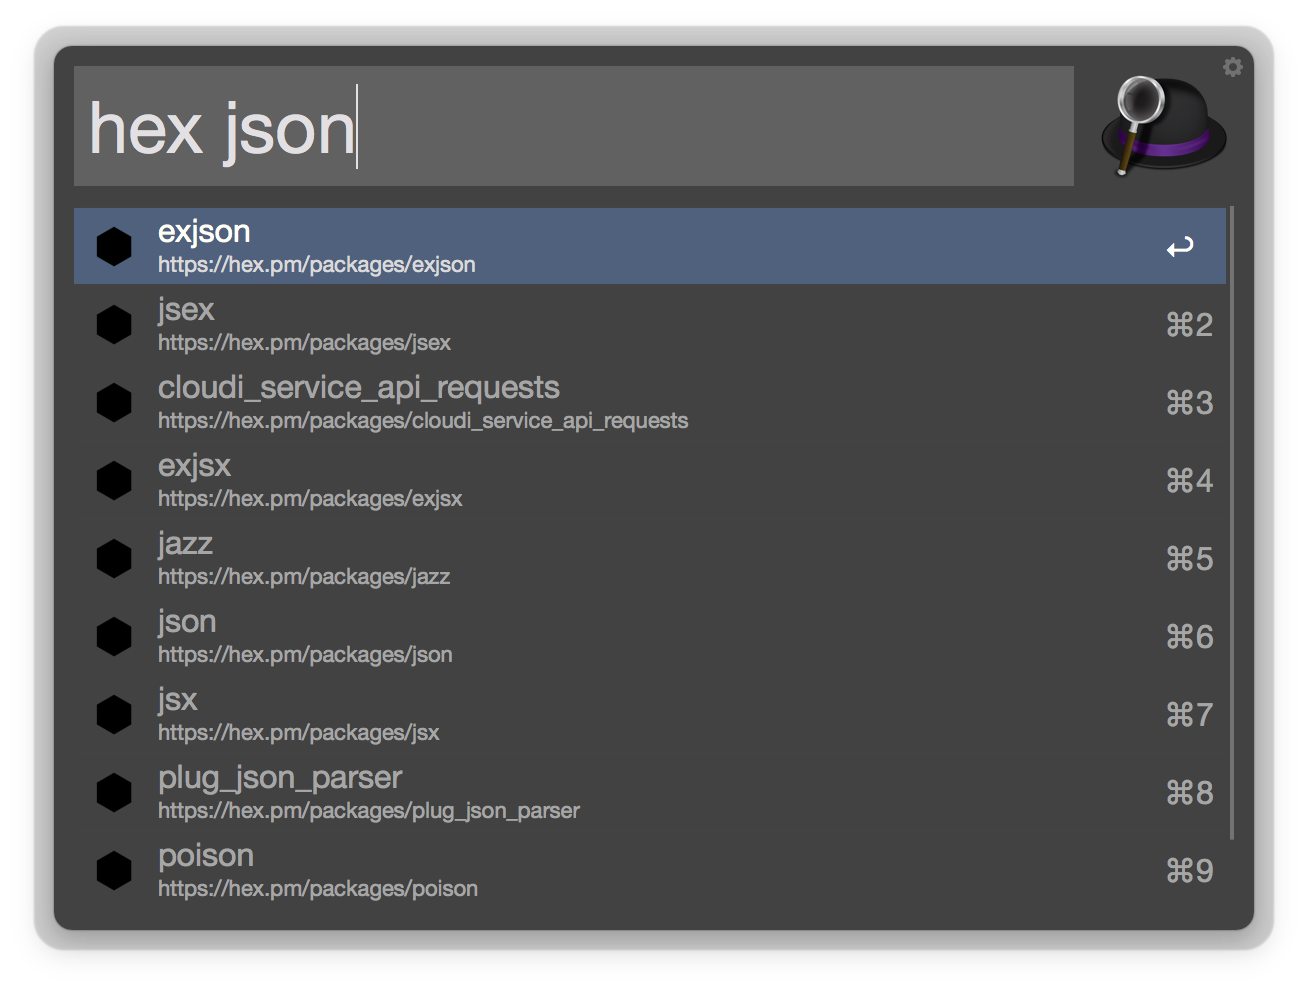 hex json
exjson
https://hex.pm/packages/exjson
jsex
https://hex.pm/packages/jsex
⌘2
cloudi_service_api_requests
https://hex.pm/packages/cloudi_service_api_requests
⌘3
exjsx
https://hex.pm/packages/exjsx
⌘4
jazz
https://hex.pm/packages/jazz
⌘5
json
https://hex.pm/packages/json
⌘6
jsx
https://hex.pm/packages/jsx
⌘7
plug_json_parser
https://hex.pm/packages/plug_json_parser
⌘8
poison
https://hex.pm/packages/poison
⌘9